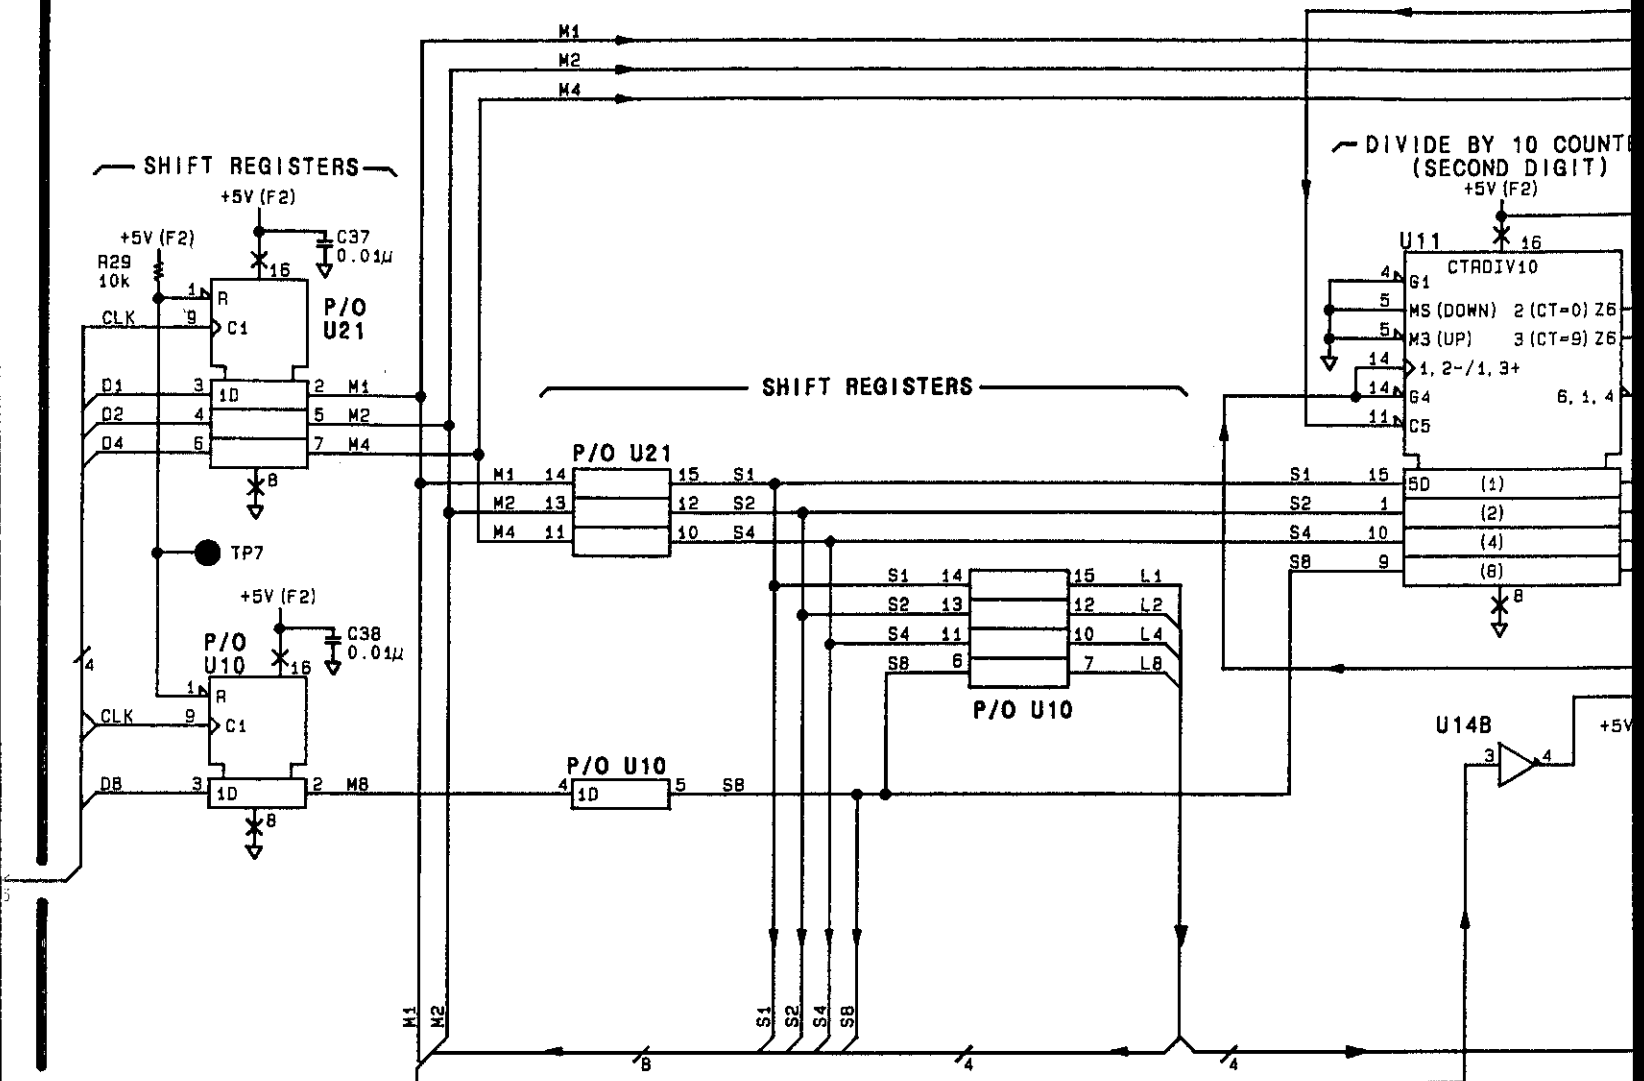 M1
M2
M4
SHIFT REGISTERS
DIVIDE BY 10
(SECOND DIGIT)
+5V (F2)
+5V (F2)
+5V (F2)
C37
0.01µ
R29
10k
16
1 R
P/O
U21
CLK 9 C1
U11
16
CTRDIV10
4 G1
5 MS (DOWN) 2 (CT=0) Z6
5 M3 (UP) 3 (CT=9) Z6
14 1, 2-/1, 3+
14 G4 6, 1, 4
11 C5
D1 3 1D 2 M1
D2 4 5 M2
D4 6 7 M4
8
SHIFT REGISTERS
P/O U21
M1 14 15 S1
M2 13 12 S2
M4 11 10 S4
S1 15 5D (1)
S2 1 (2)
S4 10 (4)
S8 9 (8)
8
TP7
S1 14 15 L1
S2 13 12 L2
S4 11 10 L4
S8 6 7 L8
P/O U10
+5V (F2)
C38
0.01µ
P/O
U10
16
4
1 R
CLK 9 C1
D8 3 1D 2 M8
8
P/O U10
4 1D 5 S8
U14B
3 4
+5V
M1
M2
S1
S2
S4
S8
8
4
4